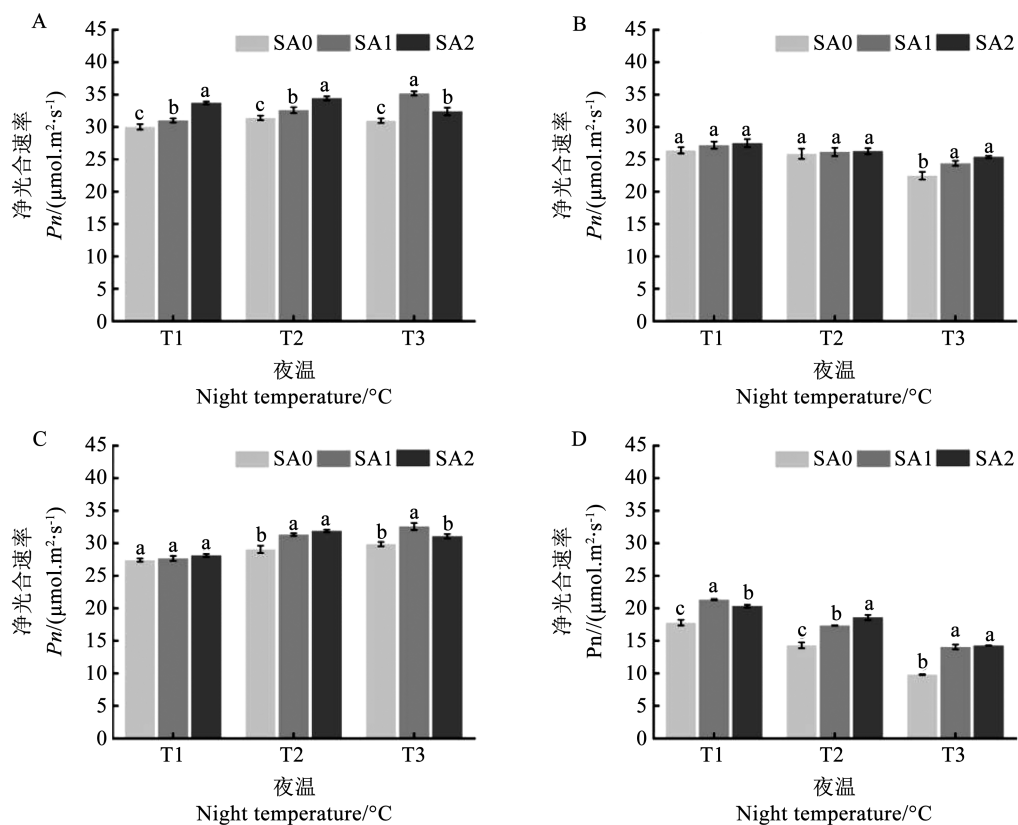 A
45
40
35
30
25
20
15
10
5
0
净光合速率
Pn/(μmol.m²·s⁻¹)
SA0 SA1 SA2
c b a c b a c a b
T1 T2 T3
夜温
Night temperature/°C
B
45
40
35
30
25
20
15
10
5
0
净光合速率
Pn/(μmol.m²·s⁻¹)
SA0 SA1 SA2
a a a a a a b a a
T1 T2 T3
夜温
Night temperature/°C
C
45
40
35
30
25
20
15
10
5
0
净光合速率
Pn/(μmol.m²·s⁻¹)
SA0 SA1 SA2
a a a b a a b a b
T1 T2 T3
夜温
Night temperature/°C
D
45
40
35
30
25
20
15
10
5
0
净光合速率
Pn//(μmol.m²·s⁻¹)
SA0 SA1 SA2
c a b c b a b a a
T1 T2 T3
夜温
Night temperature/°C